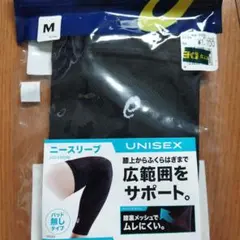 M
ニースリーブ
UNISEX
膝上からふくらはぎまで
広範囲を
サポート。
パッド
無し
タイプ
膝裏メッシュで
ムレにくい。